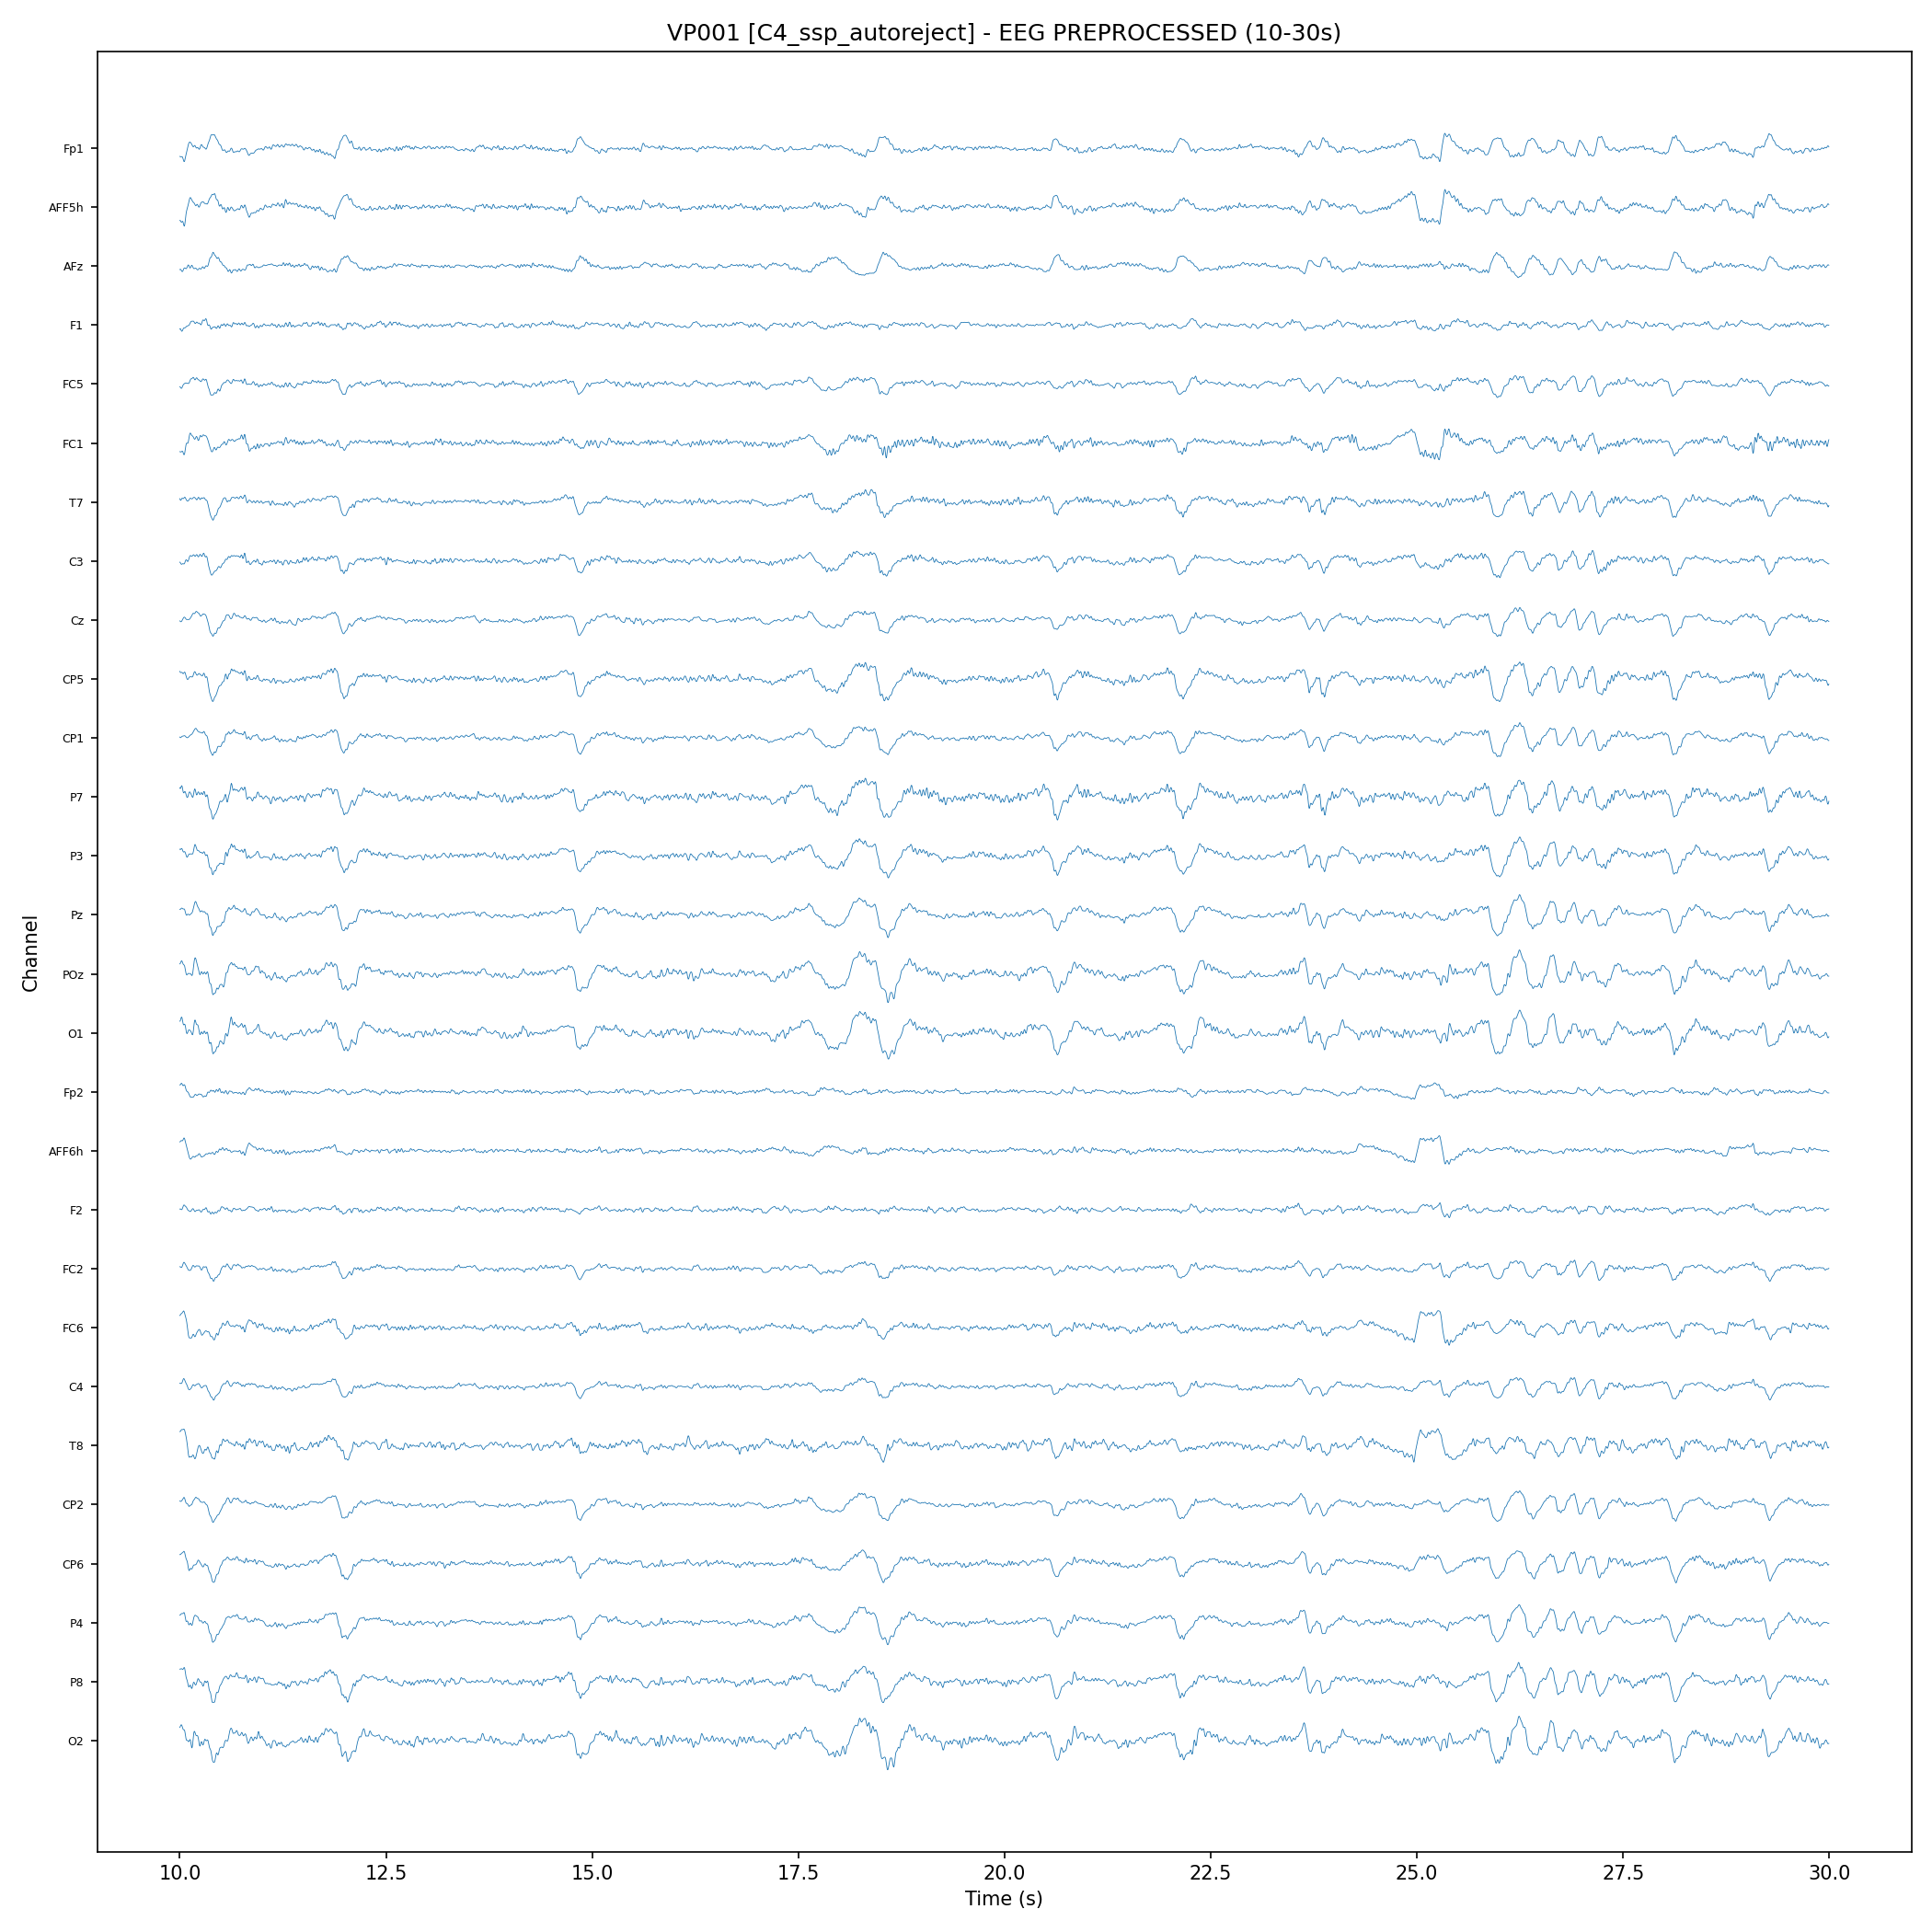 VP001 [C4_ssp_autoreject] - EEG PREPROCESSED (10-30s)
Fp1
AFF5h
AFz
F1
FC5
FC1
T7
C3
Cz
CP5
CP1
P7
P3
Pz
POz
O1
Fp2
AFF6h
F2
FC2
FC6
C4
T8
CP2
CP6
P4
P8
O2
Channel
10.0 12.5 15.0 17.5 20.0 22.5 25.0 27.5 30.0
Time (s)